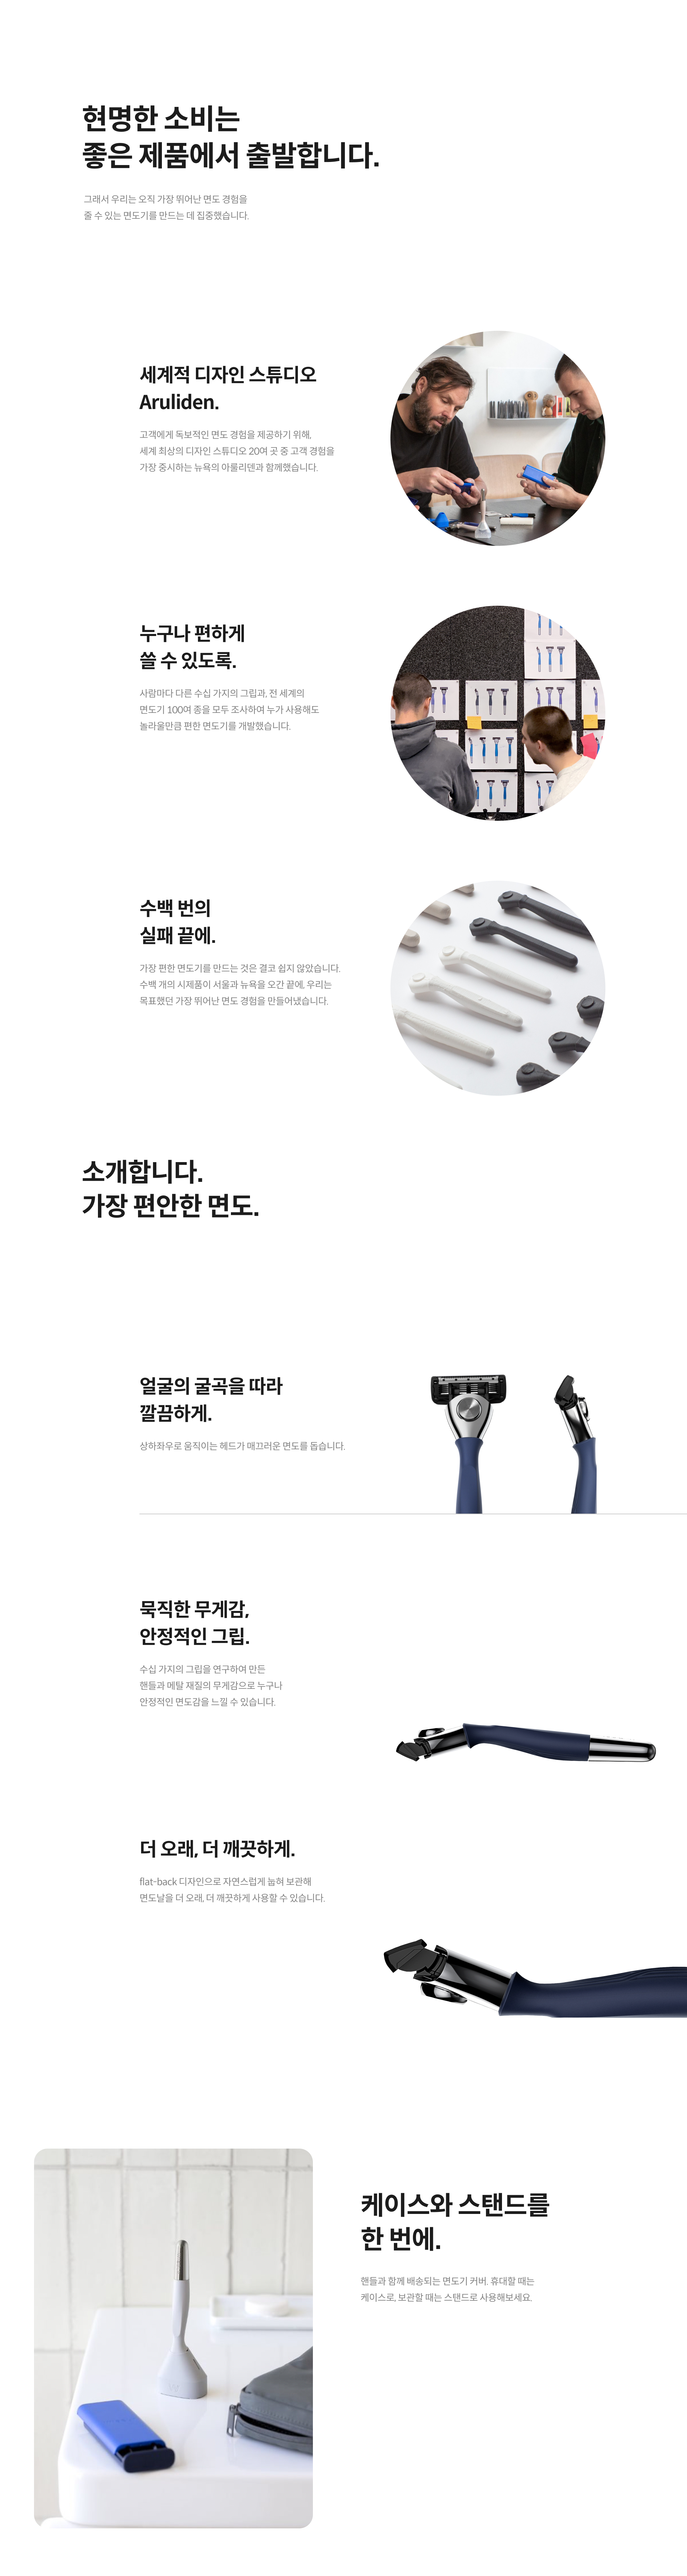 현명한 소비는
좋은 제품에서 출발합니다.
그래서 우리는 오직 가장 뛰어난 면도 경험을
줄 수 있는 면도기를 만드는 데 집중했습니다.
세계적 디자인 스튜디오
Aruliden.
고객에게 독보적인 면도 경험을 제공하기 위해,
세계 최상의 디자인 스튜디오 20여 곳 중 고객 경험을
가장 중시하는 뉴욕의 아룰리덴과 함께했습니다.
누구나 편하게
쓸 수 있도록.
사람마다 다른 수십 가지의 그립과, 전 세계의
면도기 100여 종을 모두 조사하여 누가 사용해도
놀라울만큼 편한 면도기를 개발했습니다.
수백 번의
실패 끝에.
가장 편한 면도기를 만드는 것은 결코 쉽지 않았습니다.
수백 개의 시제품이 서울과 뉴욕을 오간 끝에, 우리는
목표했던 가장 뛰어난 면도 경험을 만들어냈습니다.
소개합니다.
가장 편안한 면도.
얼굴의 굴곡을 따라
깔끔하게.
상하좌우로 움직이는 헤드가 매끄러운 면도를 돕습니다.
묵직한 무게감,
안정적인 그립.
수십 가지의 그립을 연구하여 만든
핸들과 메탈 재질의 무게감으로 누구나
안정적인 면도감을 느낄 수 있습니다.
더 오래, 더 깨끗하게.
flat-back 디자인으로 자연스럽게 눕혀 보관해
면도날을 더 오래, 더 깨끗하게 사용할 수 있습니다.
케이스와 스탠드를
한 번에.
핸들과 함께 배송되는 면도기 커버. 휴대할 때는
케이스로, 보관할 때는 스탠드로 사용해보세요.